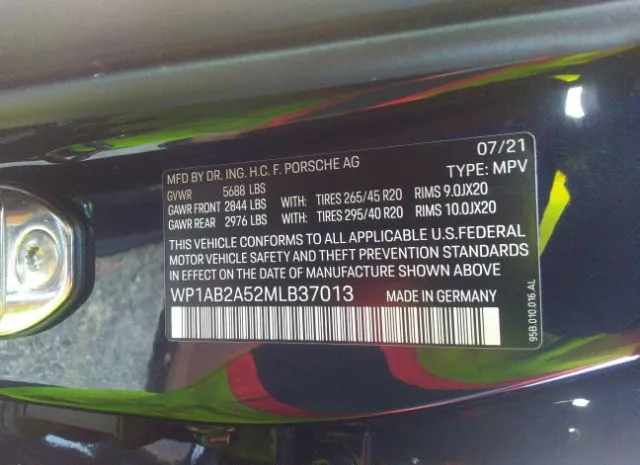 07/21
MFD BY DR. ING. H.C. F. PORSCHE AG
TYPE: MPV
GVWR 5688 LBS
GAWR FRONT 2844 LBS WITH: TIRES 265/45 R20 RIMS 9.0JX20
GAWR REAR 2976 LBS WITH: TIRES 295/40 R20 RIMS 10.0JX20
THIS VEHICLE CONFORMS TO ALL APPLICABLE U.S.FEDERAL
MOTOR VEHICLE SAFETY AND THEFT PREVENTION STANDARDS
IN EFFECT ON THE DATE OF MANUFACTURE SHOWN ABOVE
WP1AB2A52MLB37013 MADE IN GERMANY
95B.010.016.AL